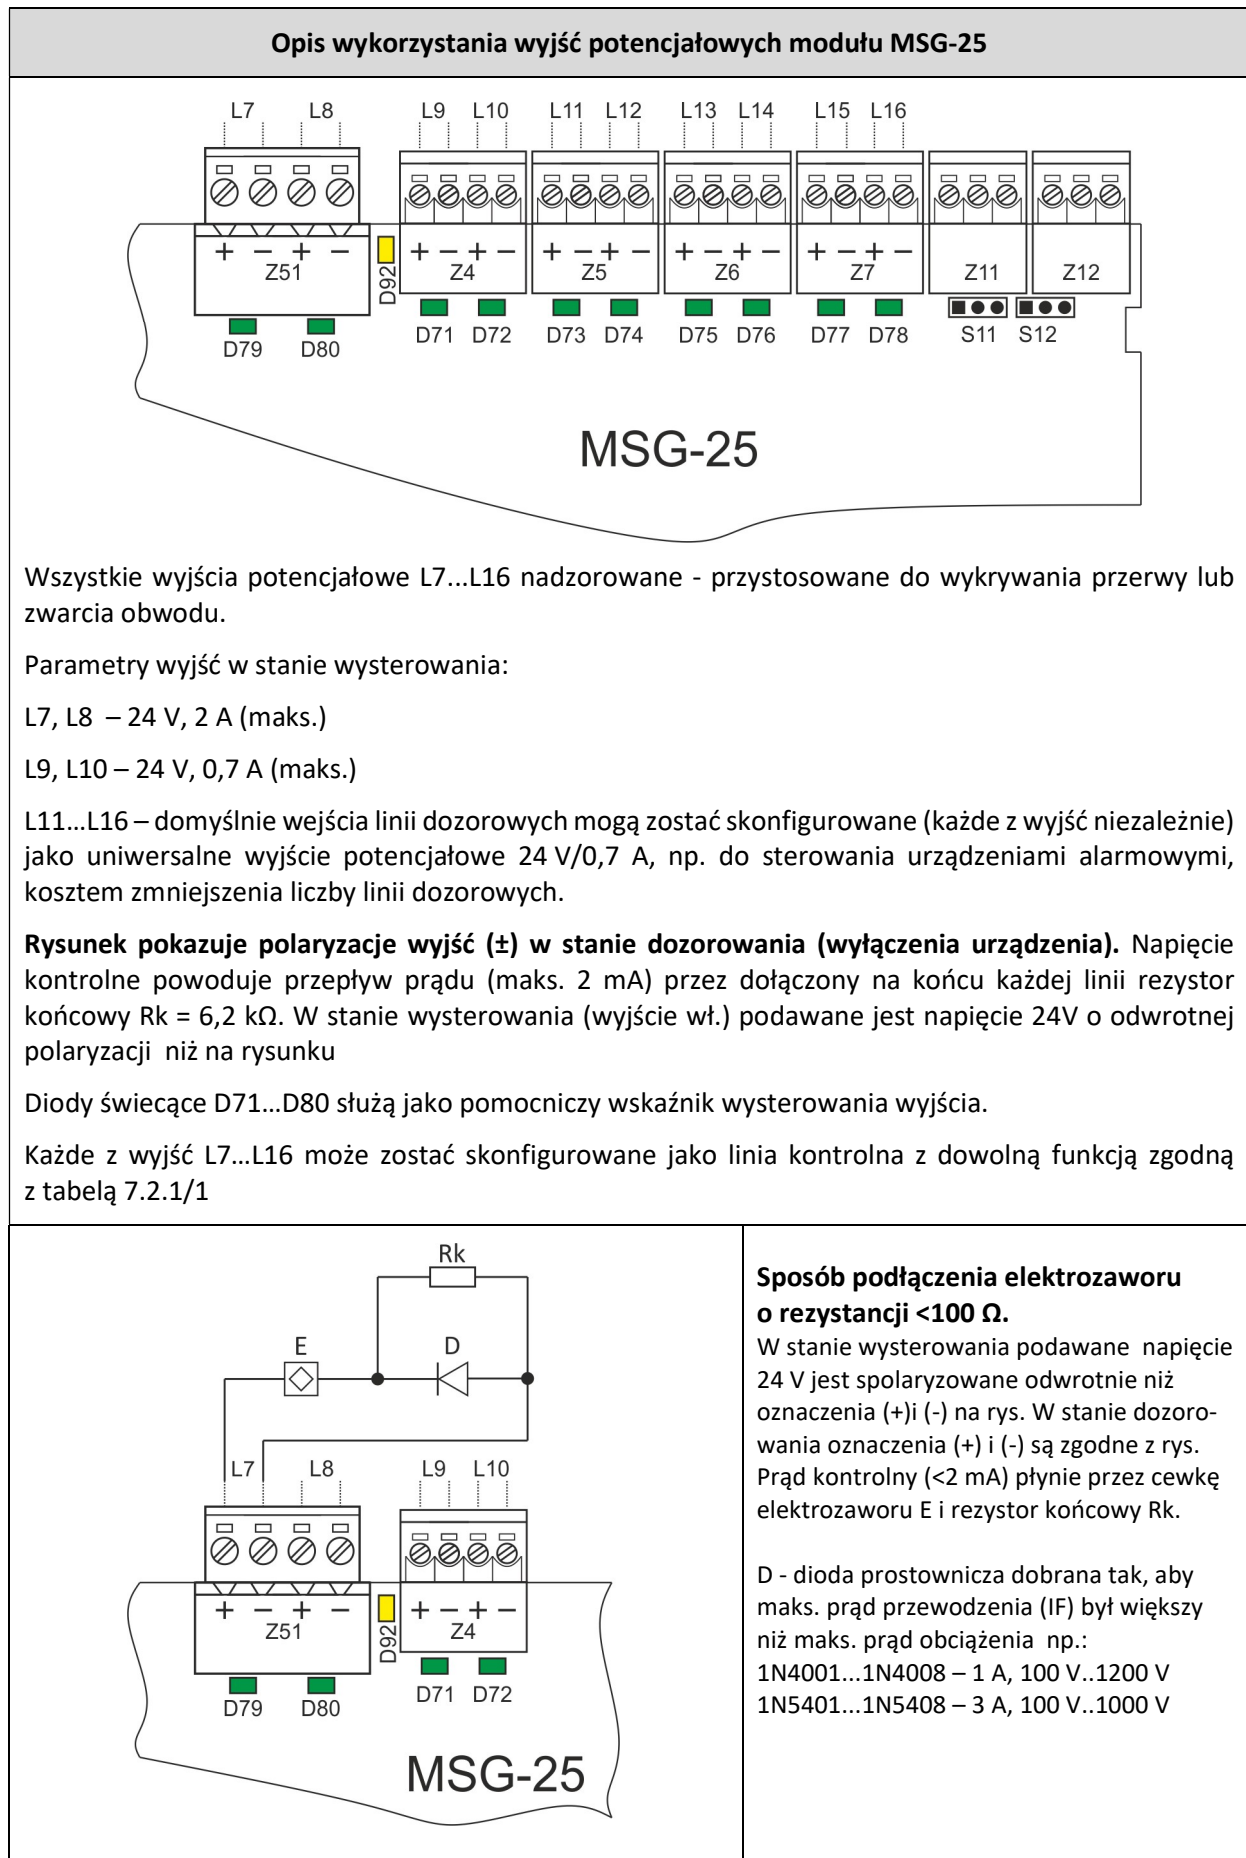 Opis wykorzystania wyjść potencjałowych modułu MSG-25
L7 L8 L9 L10 L11 L12 L13 L14 L15 L16
+ − + − + − + − + − + − + − + − + − + −
Z51 D92 Z4 Z5 Z6 Z7 Z11 Z12
D79 D80 D71 D72 D73 D74 D75 D76 D77 D78 S11 S12
MSG-25
Wszystkie wyjścia potencjałowe L7...L16 nadzorowane - przystosowane do wykrywania przerwy lub
zwarcia obwodu.
Parametry wyjść w stanie wysterowania:
L7, L8 – 24 V, 2 A (maks.)
L9, L10 – 24 V, 0,7 A (maks.)
L11...L16 – domyślnie wejścia linii dozorowych mogą zostać skonfigurowane (każde z wyjść niezależnie)
jako uniwersalne wyjście potencjałowe 24 V/0,7 A, np. do sterowania urządzeniami alarmowymi,
kosztem zmniejszenia liczby linii dozorowych.
Rysunek pokazuje polaryzacje wyjść (±) w stanie dozorowania (wyłączenia urządzenia). Napięcie
kontrolne powoduje przepływ prądu (maks. 2 mA) przez dołączony na końcu każdej linii rezystor
końcowy Rk = 6,2 kΩ. W stanie wysterowania (wyjście wł.) podawane jest napięcie 24V o odwrotnej
polaryzacji niż na rysunku
Diody świecące D71...D80 służą jako pomocniczy wskaźnik wysterowania wyjścia.
Każde z wyjść L7...L16 może zostać skonfigurowane jako linia kontrolna z dowolną funkcją zgodną
z tabelą 7.2.1/1
Rk
E D
L7 L8 L9 L10
+ − + − + − + −
Z51 D92 Z4
D79 D80 D71 D72
MSG-25
Sposób podłączenia elektrozaworu
o rezystancji <100 Ω.
W stanie wysterowania podawane napięcie
24 V jest spolaryzowane odwrotnie niż
oznaczenia (+)i (-) na rys. W stanie dozoro-
wania oznaczenia (+) i (-) są zgodne z rys.
Prąd kontrolny (<2 mA) płynie przez cewkę
elektrozaworu E i rezystor końcowy Rk.
D - dioda prostownicza dobrana tak, aby
maks. prąd przewodzenia (IF) był większy
niż maks. prąd obciążenia np.:
1N4001...1N4008 – 1 A, 100 V..1200 V
1N5401...1N5408 – 3 A, 100 V..1000 V